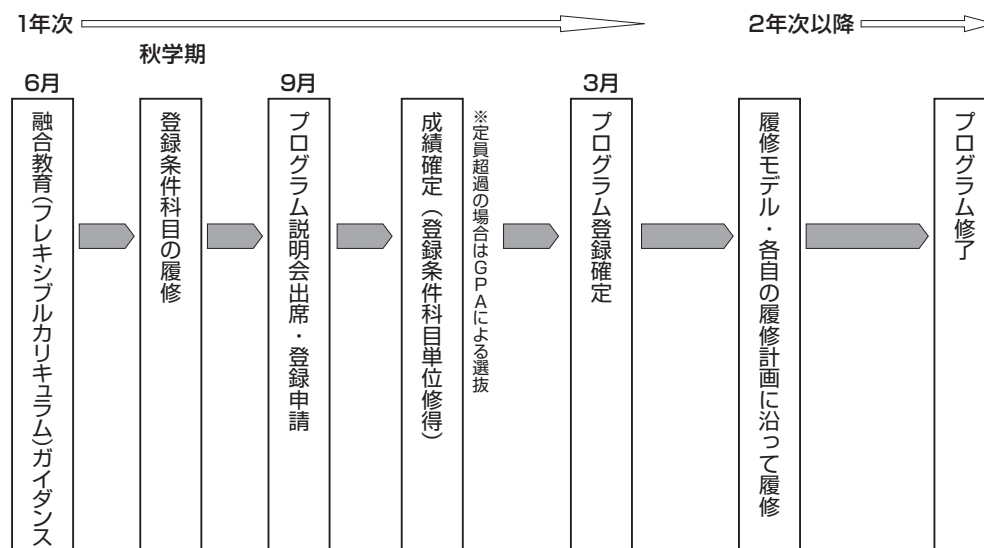 1年次
2年次以降
秋学期
6月
9月
3月
融合教育(フレキシブルカリキュラム)ガイダンス
登録条件科目の履修
プログラム説明会出席・登録申請
成績確定(登録条件科目単位修得)
※定員超過の場合はGPAによる選抜
プログラム登録確定
履修モデル・各自の履修計画に沿って履修
プログラム修了